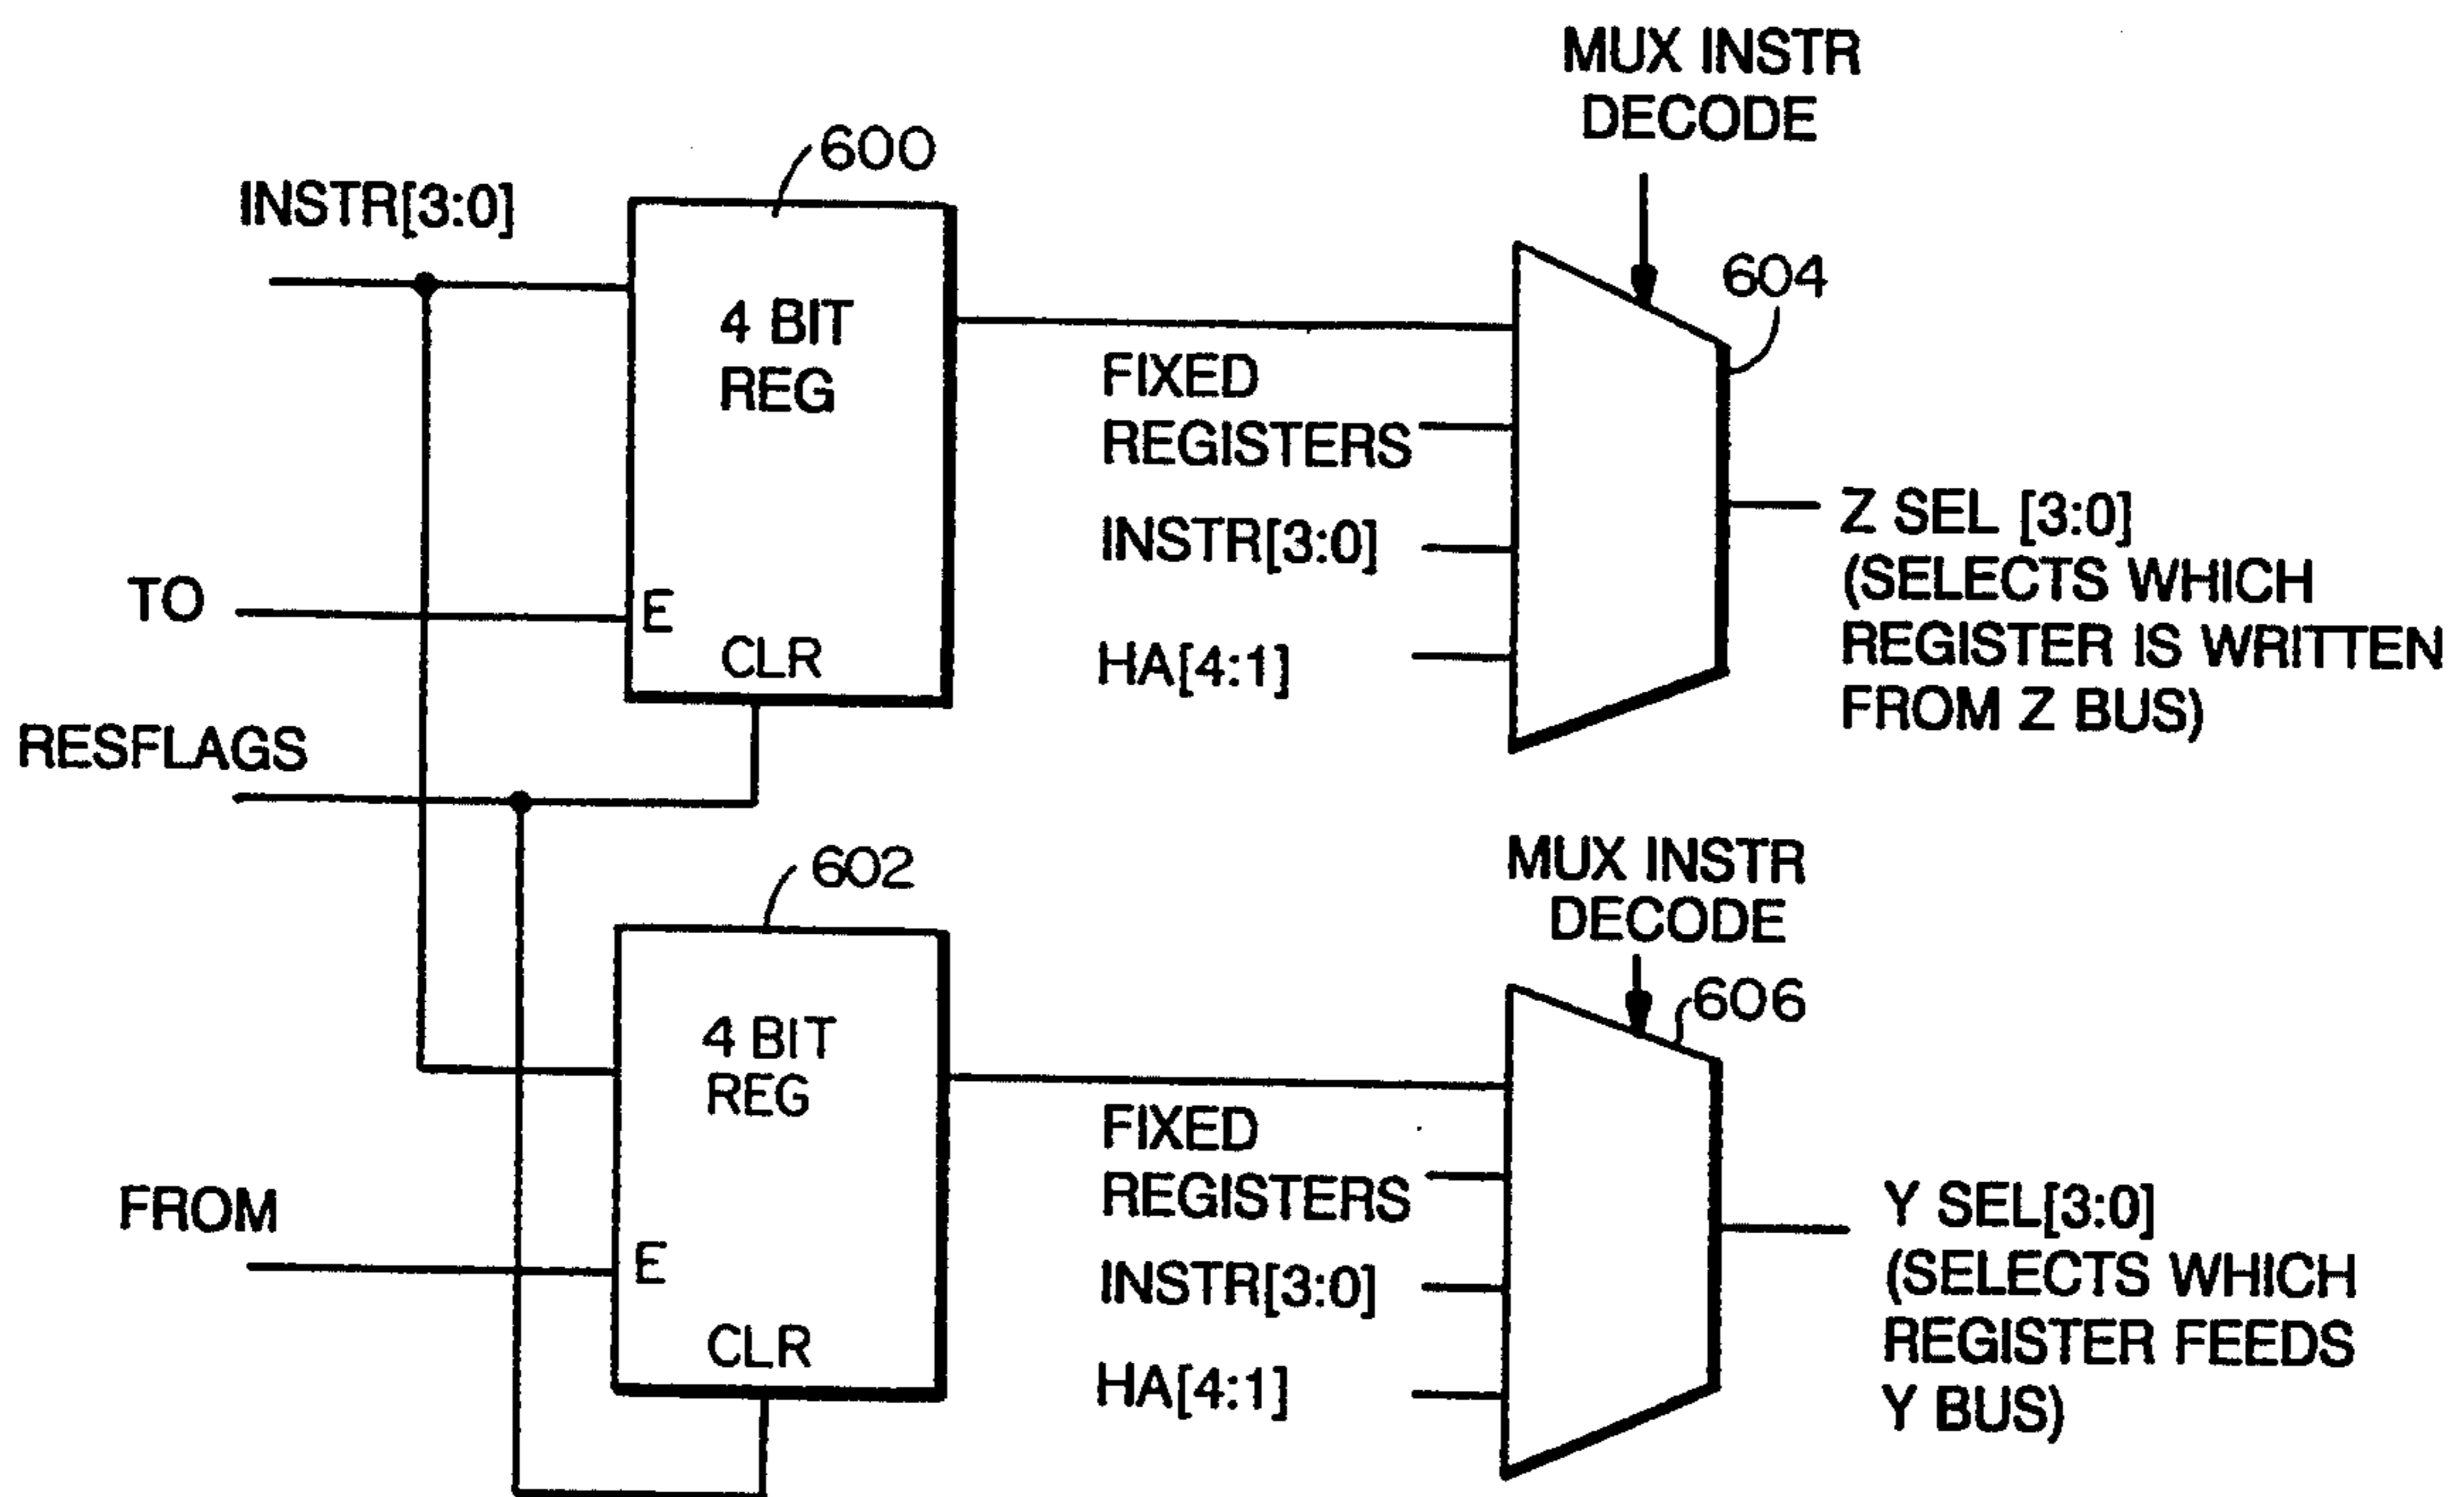 MUX INSTR
DECODE
600
INSTR[3:0]
604
4 BIT
REG
FIXED
REGISTERS
INSTR[3:0]
Z SEL [3:0]
(SELECTS WHICH
REGISTER IS WRITTEN
FROM Z BUS)
TO
E
CLR
HA[4:1]
RESFLAGS
602
MUX INSTR
DECODE
606
4 BIT
REG
FIXED
REGISTERS
FROM
E
INSTR[3:0]
Y SEL[3:0]
(SELECTS WHICH
REGISTER FEEDS
Y BUS)
CLR
HA[4:1]